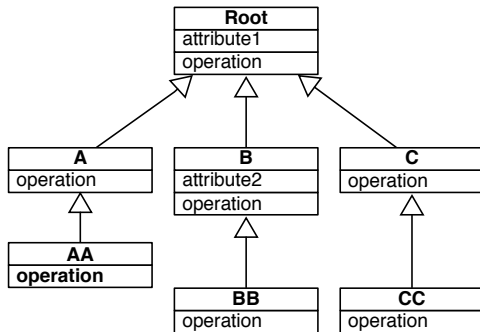 Root
attribute1
operation
A
operation
B
attribute2
operation
C
operation
AA
operation
BB
operation
CC
operation